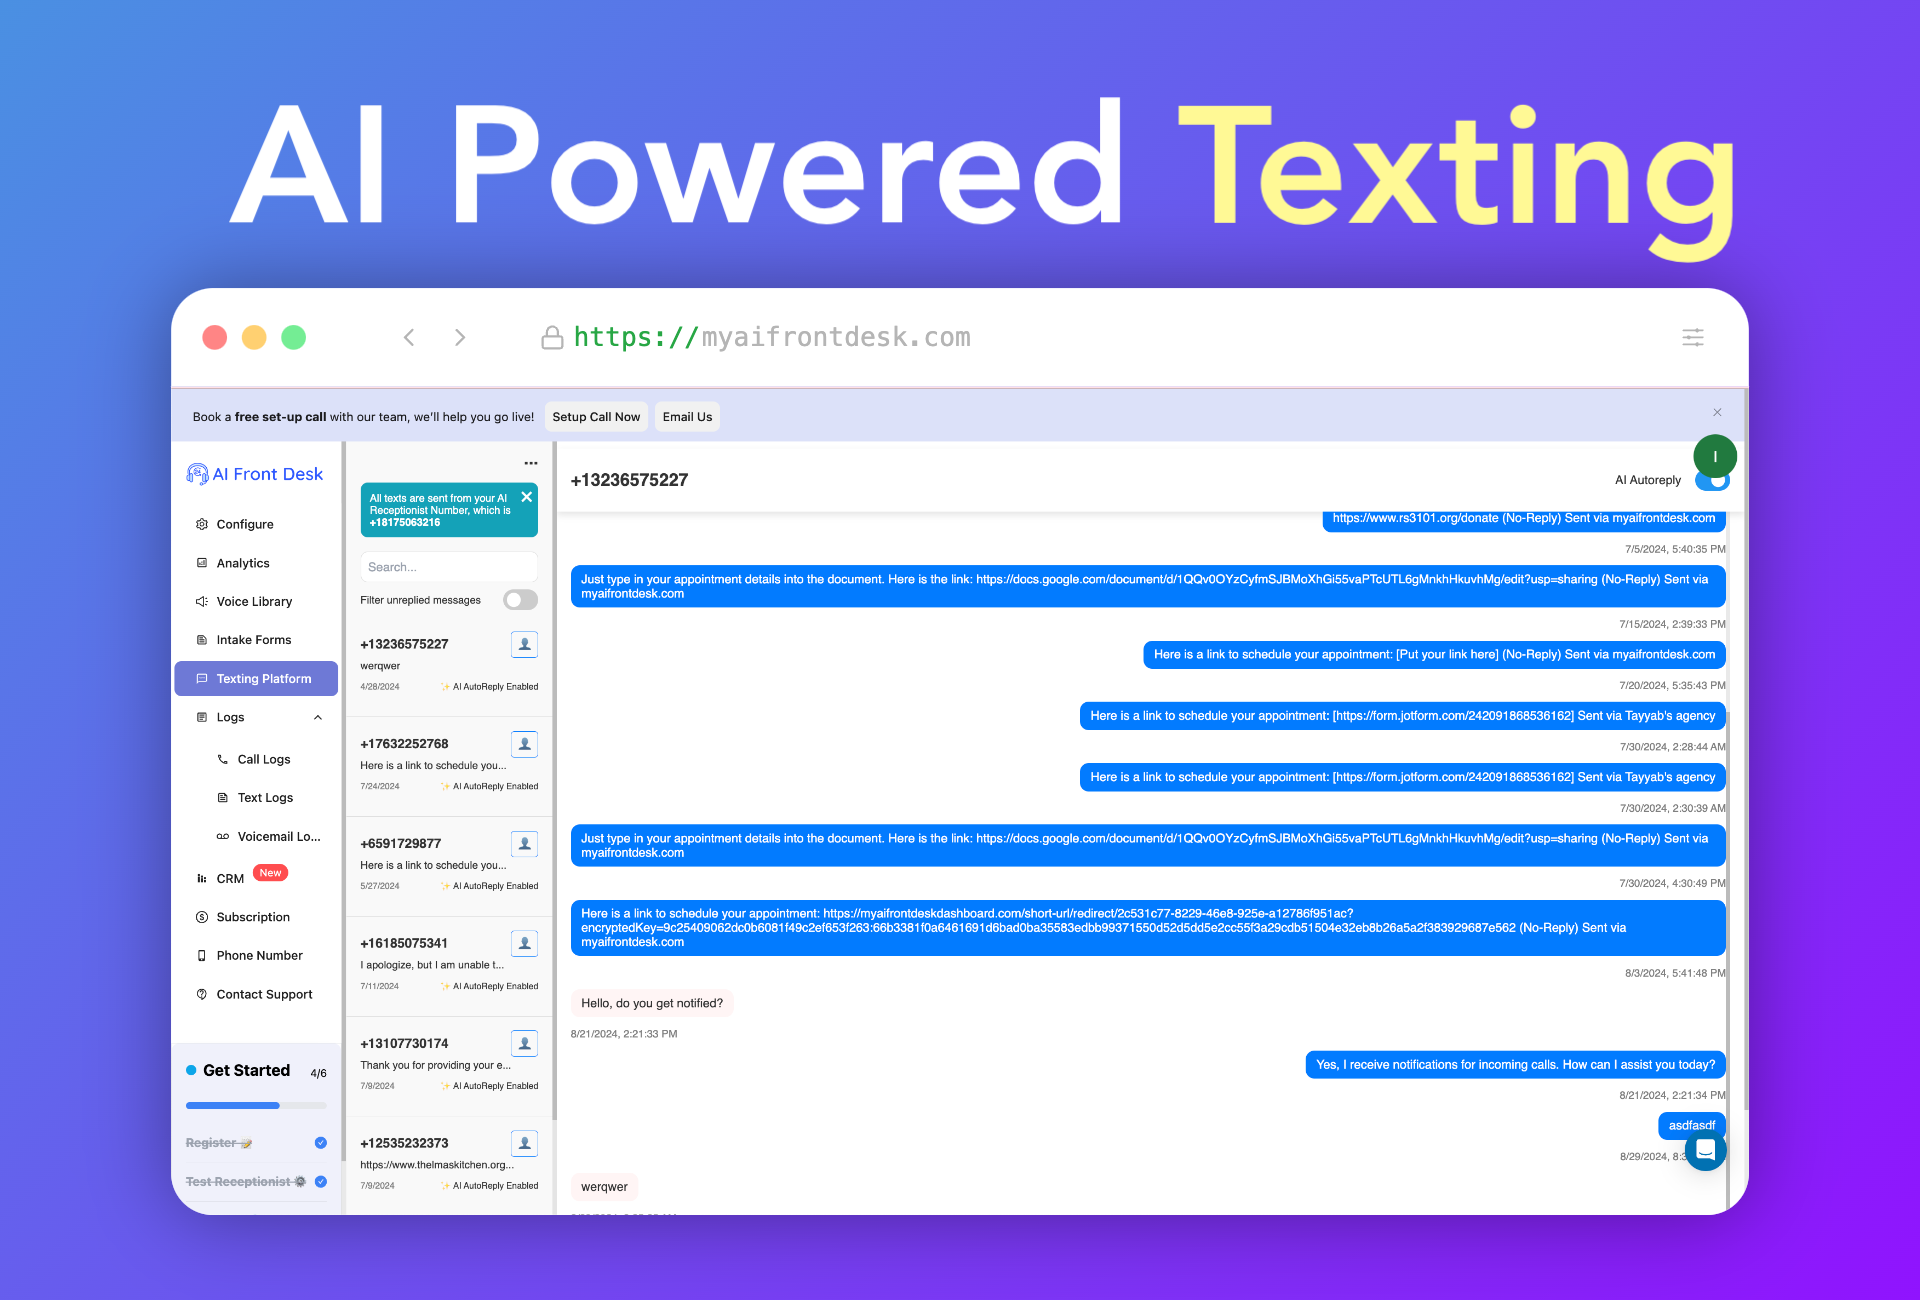 AI Powered Texting
https://myaifrontdesk.com
Book a free set-up call with our team, we'll help you go live!
Setup Call Now
Email Us
AI Front Desk
Configure
Analytics
Voice Library
Intake Forms
Texting Platform
Logs
Call Logs
Text Logs
Voicemail Lo...
CRM
New
Subscription
Phone Number
Contact Support
Get Started
4/6
Register
Test Receptionist
All texts are sent from your AI
Receptionist Number, which is
+18175063216
Search...
Filter unreplied messages
+13236575227
werqwer
4/28/2024
AI AutoReply Enabled
+17632252768
Here is a link to schedule you...
7/24/2024
AI AutoReply Enabled
+6591729877
Here is a link to schedule you...
5/27/2024
AI AutoReply Enabled
+16185075341
I apologize, but I am unable t...
7/11/2024
AI AutoReply Enabled
+13107730174
Thank you for providing your e...
7/9/2024
AI AutoReply Enabled
+12535232373
https://www.thelmaskitchen.org...
7/9/2024
AI AutoReply Enabled
+13236575227
AI Autoreply
I
https://www.rs3101.org/donate (No-Reply) Sent via myaifrontdesk.com
7/5/2024, 5:40:35 PM
Just type in your appointment details into the document. Here is the link: https://docs.google.com/document/d/1QQv0OYzCyfmSJBMoXhGi55vaPTcUTL6gMnkhHkuvhMg/edit?usp=sharing (No-Reply) Sent via
myaifrontdesk.com
7/15/2024, 2:39:33 PM
Here is a link to schedule your appointment: [Put your link here] (No-Reply) Sent via myaifrontdesk.com
7/20/2024, 5:35:43 PM
Here is a link to schedule your appointment: [https://form.jotform.com/242091868536162] Sent via Tayyab's agency
7/30/2024, 2:28:44 AM
Here is a link to schedule your appointment: [https://form.jotform.com/242091868536162] Sent via Tayyab's agency
7/30/2024, 2:30:39 AM
Just type in your appointment details into the document. Here is the link: https://docs.google.com/document/d/1QQv0OYzCyfmSJBMoXhGi55vaPTcUTL6gMnkhHkuvhMg/edit?usp=sharing (No-Reply) Sent via
myaifrontdesk.com
7/30/2024, 4:30:49 PM
Here is a link to schedule your appointment: https://myaifrontdeskdashboard.com/short-url/redirect/2c531c77-8229-46e8-925e-a12786f951ac?
encryptedKey=9c25409062dc0b6081f49c2ef653f263:66b3381f0a6461691d6bad0ba35583edbb99371550d52d5dd5e2cc55f3a29cdb51504e32eb8b26a5a2f383929687e562 (No-Reply) Sent via
myaifrontdesk.com
8/3/2024, 5:41:48 PM
Hello, do you get notified?
8/21/2024, 2:21:33 PM
Yes, I receive notifications for incoming calls. How can I assist you today?
8/21/2024, 2:21:34 PM
asdfasdf
8/29/2024, 8:3
werqwer